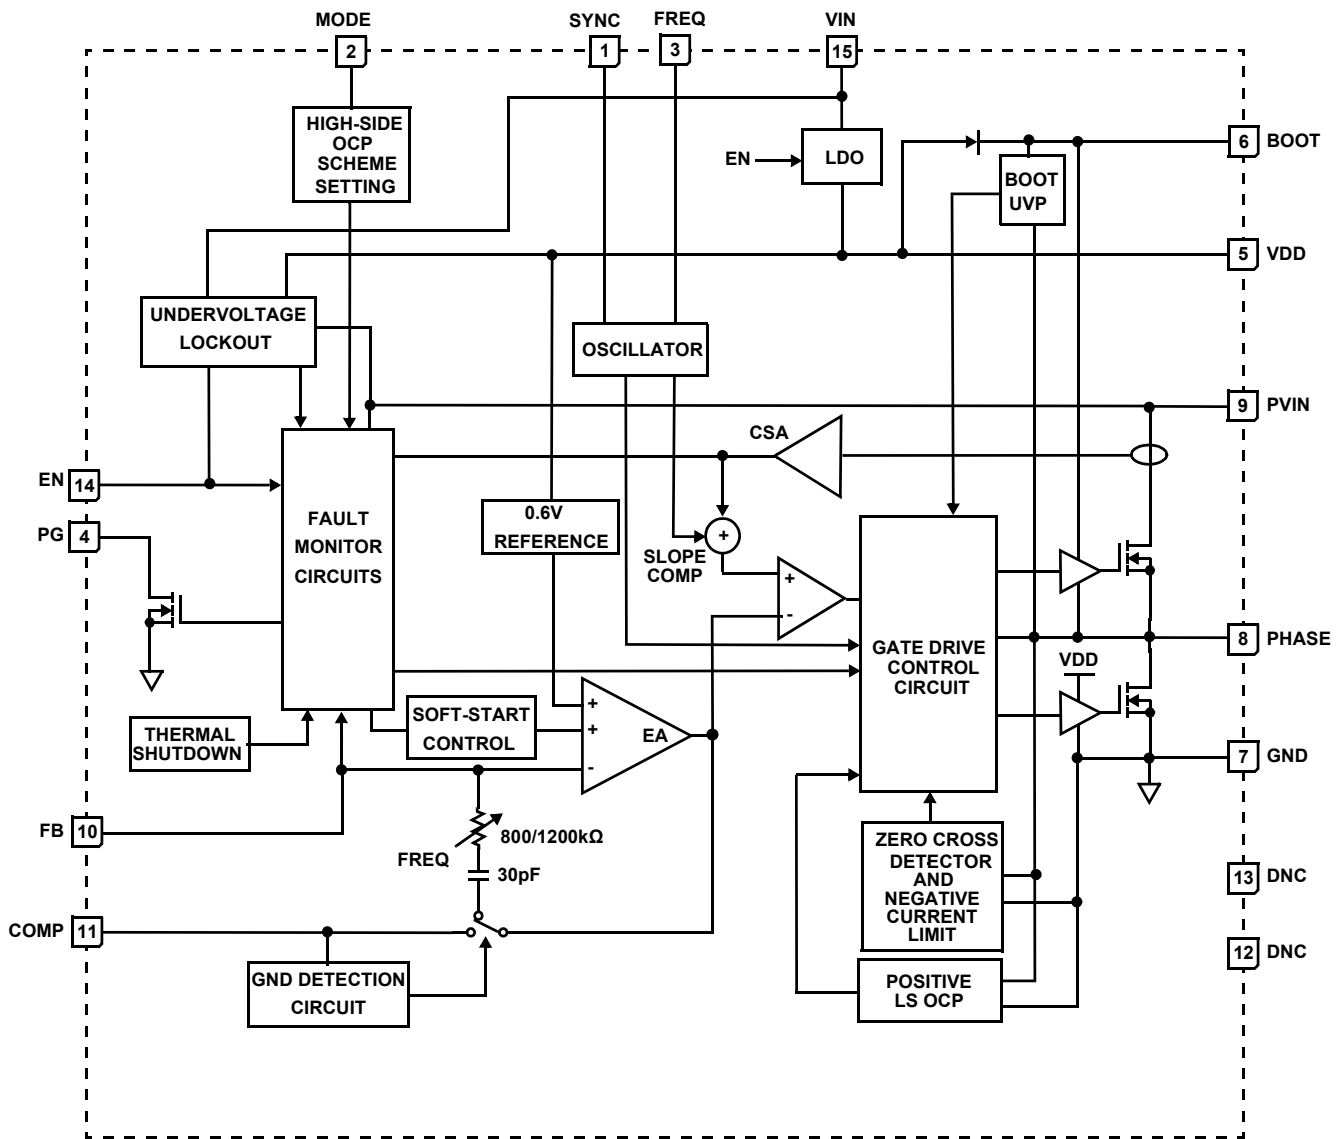 MODE
SYNC
FREQ
VIN
2
1
3
15
HIGH-SIDE
OCP
SCHEME
SETTING
EN
LDO
6
BOOT
BOOT
UVP
5
VDD
UNDERVOLTAGE
LOCKOUT
OSCILLATOR
9
PVIN
CSA
EN
14
PG
4
FAULT
MONITOR
CIRCUITS
0.6V
REFERENCE
+
SLOPE
COMP
+
-
GATE DRIVE
CONTROL
CIRCUIT
8
PHASE
VDD
THERMAL
SHUTDOWN
SOFT-START
CONTROL
+
+
-
EA
7
GND
FB
10
800/1200kΩ
FREQ
30pF
ZERO CROSS
DETECTOR
AND
NEGATIVE
CURRENT
LIMIT
13
DNC
COMP
11
12
DNC
GND DETECTION
CIRCUIT
POSITIVE
LS OCP